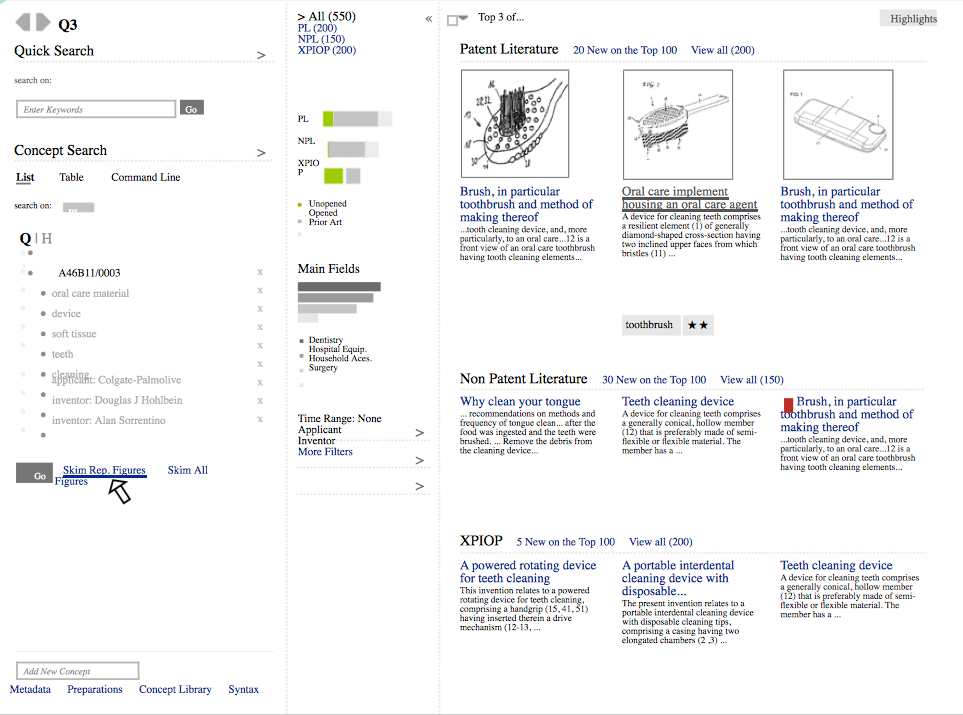 Q3
Quick Search >
search on:
Enter Keywords Go
Concept Search >
List Table Command Line
search on:
Q | H
A46B11/0003 x
oral care material x
device x
soft tissue x
teeth x
cleaning x
applicant: Colgate-Palmolive x
inventor: Douglas J Hohlbein x
inventor: Alan Sorrentino x
Go Skim Rep. Figures Skim All
Figures
Add New Concept
Metadata Preparations Concept Library Syntax
> All (550) «
PL (200)
NPL (150)
XPIOP (200)
PL
NPL
XPIO
P
Unopened
Opened
Prior Art
Main Fields
Dentistry
Hospital Equip.
Household Aces.
Surgery
Time Range: None
Applicant >
Inventor
More Filters
>
>
Top 3 of... Highlights
Patent Literature 20 New on the Top 100 View all (200)
Brush, in particular
toothbrush and method of
making thereof
...tooth cleaning device, and, more
particularly, to an oral care...12 is a
front view of an oral care toothbrush
having tooth cleaning elements...
Oral care implement
housing an oral care agent
A device for cleaning teeth comprises
a resilient element (1) of generally
diamond-shaped cross-section having
two inclined upper faces from which
bristles (11) ...
FIG. 1
Brush, in particular
toothbrush and method of
making thereof
...tooth cleaning device, and, more
particularly, to an oral care...12 is a
front view of an oral care toothbrush
having tooth cleaning elements...
toothbrush ★★
Non Patent Literature 30 New on the Top 100 View all (150)
Why clean your tongue
... recommendations on methods and
frequency of tongue clean... after the
food was ingested and the teeth were
brushed. ... Remove the debris from
the cleaning device...
Teeth cleaning device
A device for cleaning teeth comprises
a generally conical, hollow member
(12) that is preferably made of semi-
flexible or flexible material. The
member has a ...
Brush, in particular
toothbrush and method of
making thereof
...tooth cleaning device, and, more
particularly, to an oral care...12 is a
front view of an oral care toothbrush
having tooth cleaning elements...
XPIOP 5 New on the Top 100 View all (200)
A powered rotating device
for teeth cleaning
This invention relates to a powered
rotating device for teeth cleaning,
comprising a handgrip (15, 41, 51)
having inserted therein a drive
mechanism (12-13, ...
A portable interdental
cleaning device with
disposable...
The present invention relates to a
portable interdental cleaning device
with disposable cleaning tips,
comprising a casing having two
elongated chambers (2 ,3) ...
Teeth cleaning device
A device for cleaning teeth comprises
a generally conical, hollow member
(12) that is preferably made of semi-
flexible or flexible material. The
member has a ...